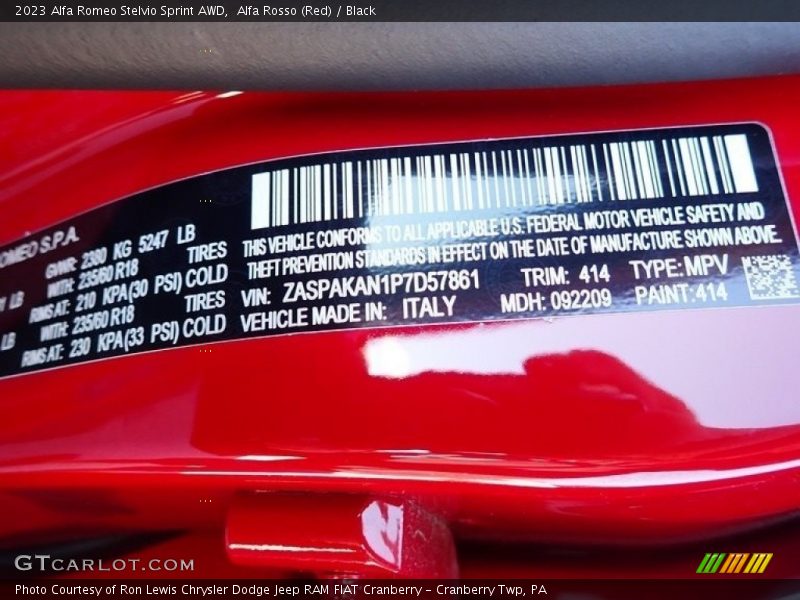 2023 Alfa Romeo Stelvio Sprint AWD, Alfa Rosso (Red) / Black
ROMEO S.P.A.
GWR: 2380 KG 5247 LB
LB WITH: 235/60 R18 TIRES
RIMS AT: 210 KPA(30 PSI) COLD
LB WITH: 235/60 R18 TIRES
RIMS AT: 230 KPA(33 PSI) COLD
THIS VEHICLE CONFORMS TO ALL APPLICABLE U.S. FEDERAL MOTOR VEHICLE SAFETY AND
THEFT PREVENTION STANDARDS IN EFFECT ON THE DATE OF MANUFACTURE SHOWN ABOVE.
VIN: ZASPAKAN1P7D57861 TRIM: 414 TYPE: MPV
VEHICLE MADE IN: ITALY MDH: 092209 PAINT: 414
GTCARLOT.COM
Photo Courtesy of Ron Lewis Chrysler Dodge Jeep RAM FIAT Cranberry - Cranberry Twp, PA